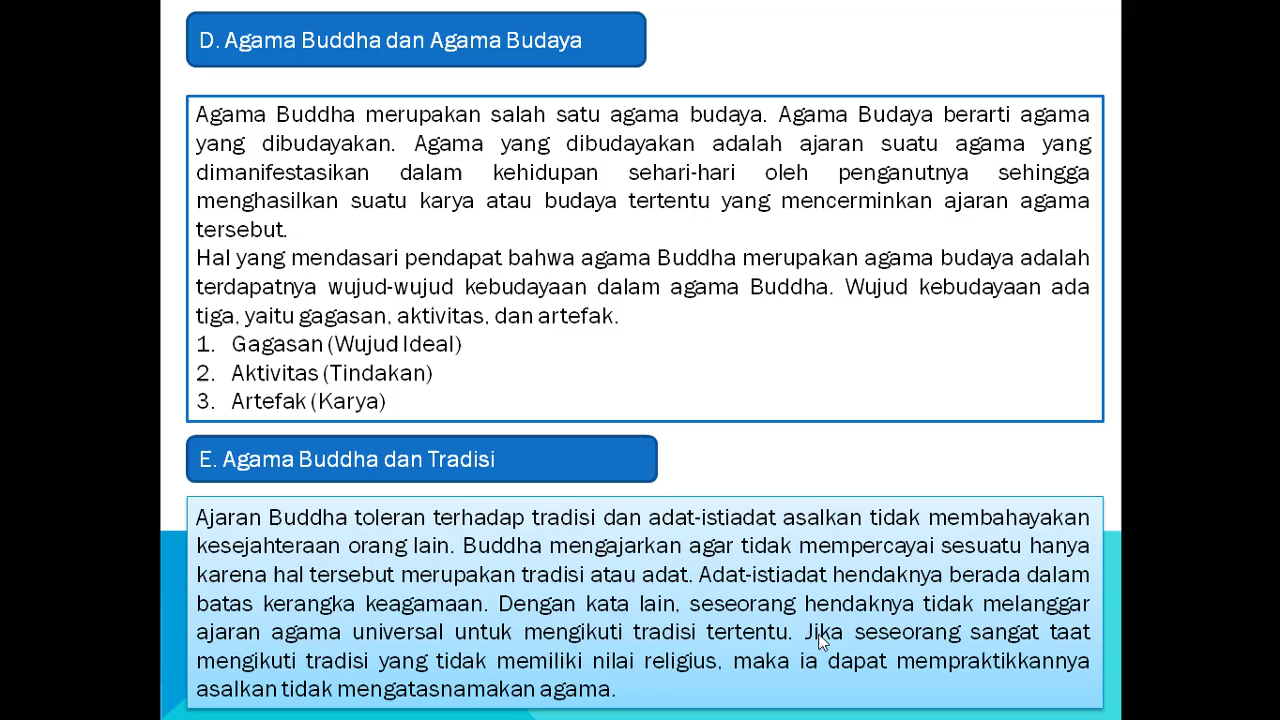 D. Agama Buddha dan Agama Budaya
Agama Buddha merupakan salah satu agama budaya. Agama Budaya berarti agama
yang dibudayakan. Agama yang dibudayakan adalah ajaran suatu agama yang
dimanifestasikan dalam kehidupan sehari-hari oleh penganutnya sehingga
menghasilkan suatu karya atau budaya tertentu yang mencerminkan ajaran agama
tersebut.
Hal yang mendasari pendapat bahwa agama Buddha merupakan agama budaya adalah
terdapatnya wujud-wujud kebudayaan dalam agama Buddha. Wujud kebudayaan ada
tiga, yaitu gagasan, aktivitas, dan artefak.
1. Gagasan (Wujud Ideal)
2. Aktivitas (Tindakan)
3. Artefak (Karya)
E. Agama Buddha dan Tradisi
Ajaran Buddha toleran terhadap tradisi dan adat-istiadat asalkan tidak membahayakan
kesejahteraan orang lain. Buddha mengajarkan agar tidak mempercayai sesuatu hanya
karena hal tersebut merupakan tradisi atau adat. Adat-istiadat hendaknya berada dalam
batas kerangka keagamaan. Dengan kata lain, seseorang hendaknya tidak melanggar
ajaran agama universal untuk mengikuti tradisi tertentu. Jika seseorang sangat taat
mengikuti tradisi yang tidak memiliki nilai religius, maka ia dapat mempraktikkannya
asalkan tidak mengatasnamakan agama.